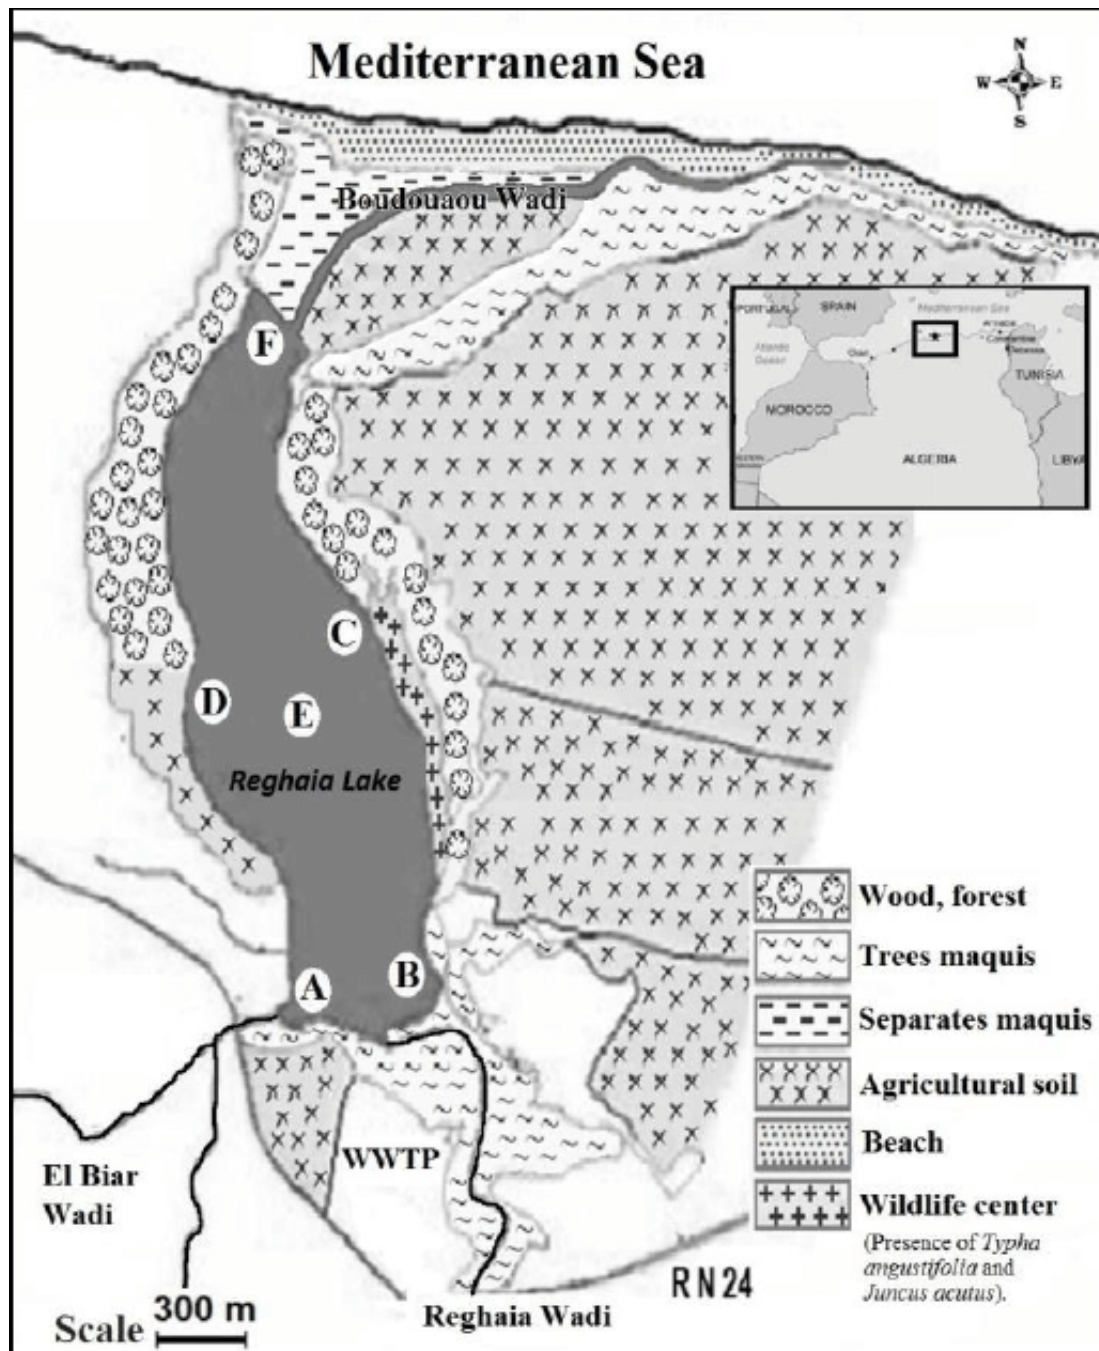 Mediterranean Sea
N
W E
S
Boudouaou Wadi
F
PORTUGAL
SPAIN
Mediterranean Sea
Atlantic
Ocean
Oran
Constantine
TUNISIA
MOROCCO
ALGERIA
LIBYA
C
D
E
Reghaia Lake
A
B
Wood, forest
Trees maquis
Separates maquis
Agricultural soil
Beach
Wildlife center
(Presence of Typha
angustifolia and
Juncus acutus).
WWTP
El Biar
Wadi
RN24
300 m
Scale
Reghaia Wadi